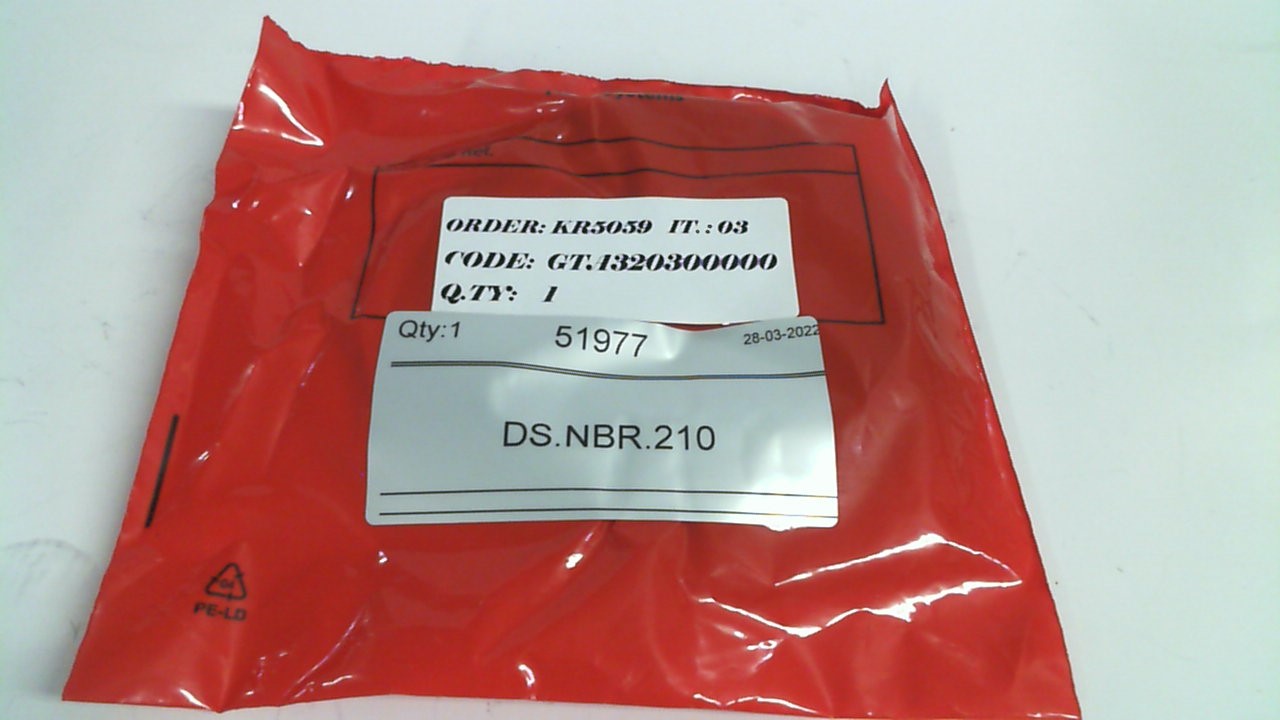 ORDER: KR5059 IT.: 03
CODE: GTA320300000
Q.TY: 1
Qty:1 51977 28-03-2022
DS.NBR.210
04
PE-LD